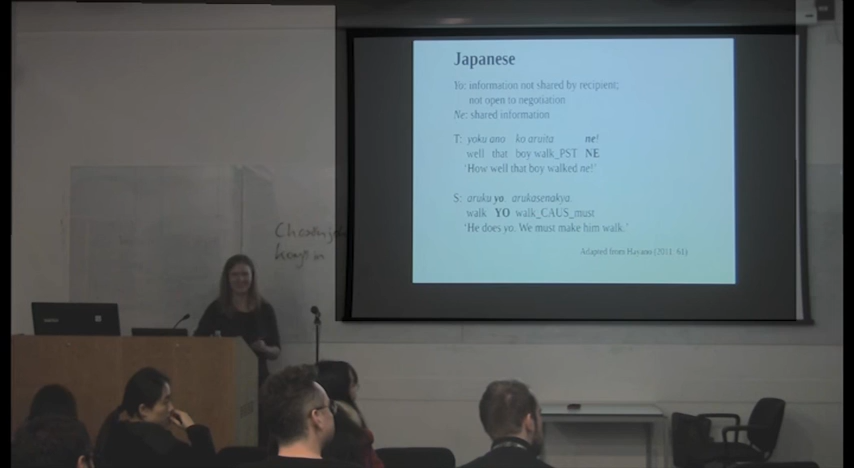 Japanese
Yo: information not shared by recipient;
not open to negotiation
Ne: shared information
T: yoku ano ko aruita ne!
well that boy walk_PST NE
'How well that boy walked ne!'
S: aruku yo. arukasenakya.
walk YO walk_CAUS_must
'He does yo. We must make him walk.'
Adapted from Hayano (2011: 61)